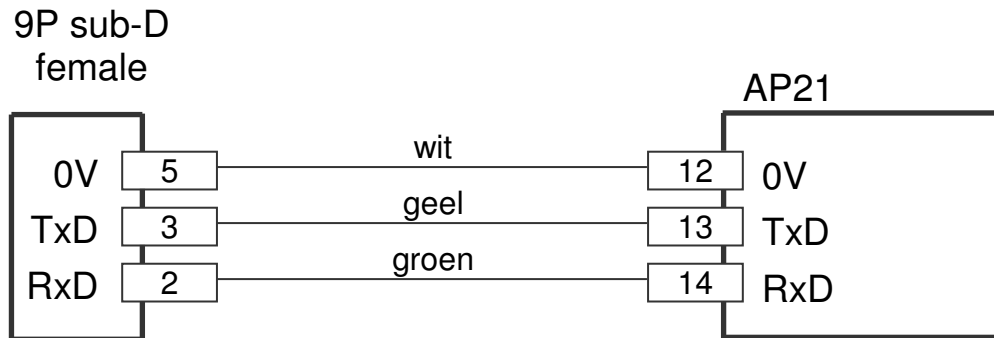 9P sub-D
female
AP21
wit
0V 5 12 0V
geel
TxD 3 13 TxD
groen
RxD 2 14 RxD